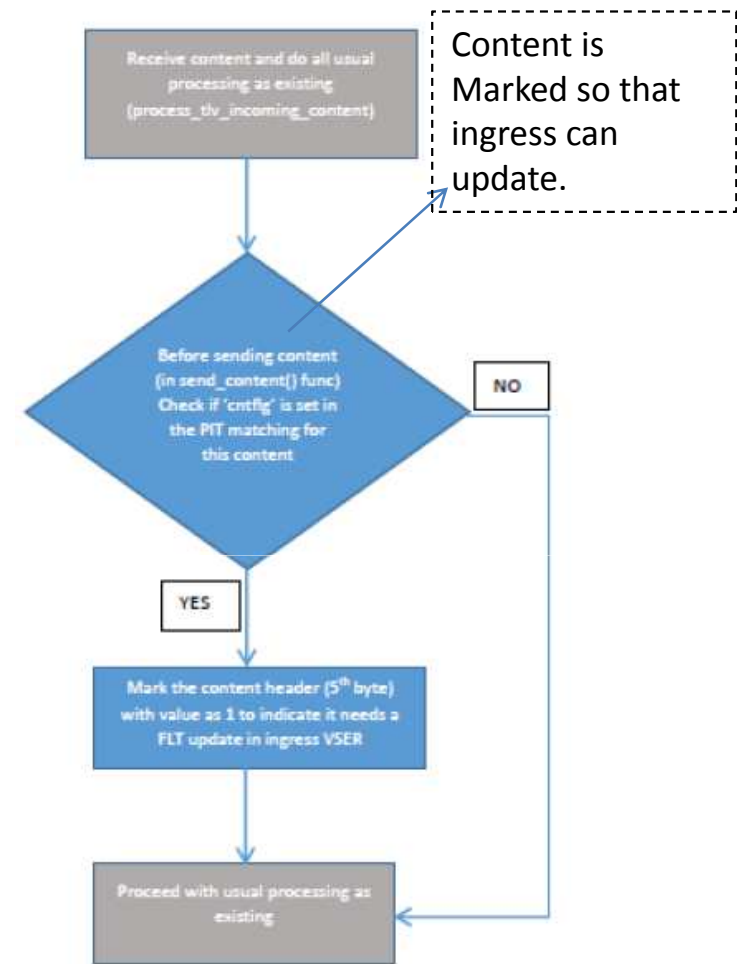 Receive content and do all usual
processing as existing
(process_tlv_incoming_content)
Content is
Marked so that
ingress can
update.
Before sending content
(in send_content() func)
Check if 'cntflg' is set in
the PIT matching for
this content
NO
YES
Mark the content header (5th byte)
with value as 1 to indicate it needs a
FLT update in ingress VSER
Proceed with usual processing as
existing